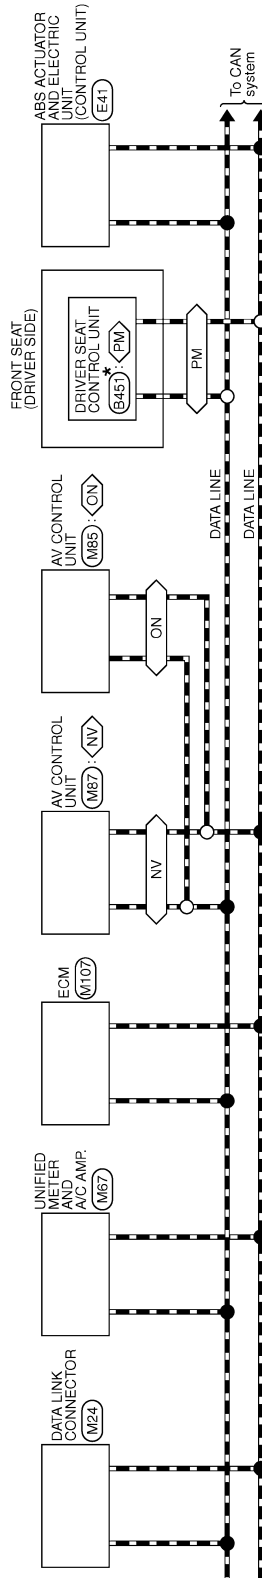 DATA LINK
CONNECTOR
M24
UNIFIED
METER
AND
A/C AMP.
M67
ECM
M107
AV CONTROL
UNIT
M87 : NV
NV
AV CONTROL
UNIT
M85 : ON
ON
FRONT SEAT
(DRIVER SIDE)
DRIVER SEAT
CONTROL UNIT
*
B451 : PM
PM
ABS ACTUATOR
AND ELECTRIC
UNIT
(CONTROL UNIT)
E41
DATA LINE
DATA LINE
To CAN
system